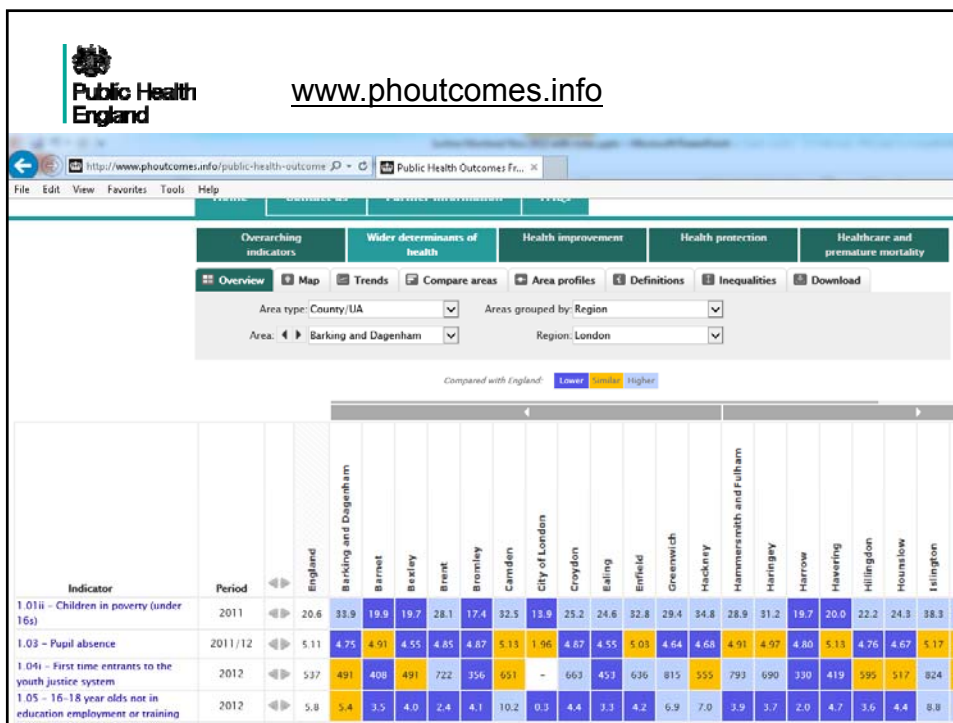 Public Health
England
www.phoutcomes.info
http://www.phoutcomes.info/public-health-outcome
Public Health Outcomes Fr...
File Edit View Favorites Tools Help
Home Contact us Further information FAQs
Overarching indicators Wider determinants of health Health improvement Health protection Healthcare and premature mortality
Overview Map Trends Compare areas Area profiles Definitions Inequalities Download
Area type: County/UA Areas grouped by: Region
Area: Barking and Dagenham Region: London
Compared with England: Lower Similar Higher
Indicator Period England Barking and Dagenham Barnet Bexley Brent Bromley Camden City of London Croydon Ealing Enfield Greenwich Hackney Hammersmith and Fulham Haringey Harrow Havering Hillingdon Hounslow Islington
1.01ii - Children in poverty (under 16s) 2011 20.6 33.9 19.9 19.7 28.1 17.4 32.5 13.9 25.2 24.6 32.8 29.4 34.8 28.9 31.2 19.7 20.0 22.2 24.3 38.3
1.03 - Pupil absence 2011/12 5.11 4.75 4.91 4.55 4.85 4.87 5.13 1.96 4.87 4.55 5.03 4.64 4.68 4.91 4.97 4.80 5.13 4.76 4.67 5.17
1.04i - First time entrants to the youth justice system 2012 537 491 408 491 722 356 651 - 663 453 636 815 555 793 690 330 419 595 517 824
1.05 - 16-18 year olds not in education employment or training 2012 5.8 5.4 3.5 4.0 2.4 4.1 10.2 0.3 4.4 3.3 4.2 6.9 7.0 3.9 3.7 2.0 4.7 3.6 4.4 8.8